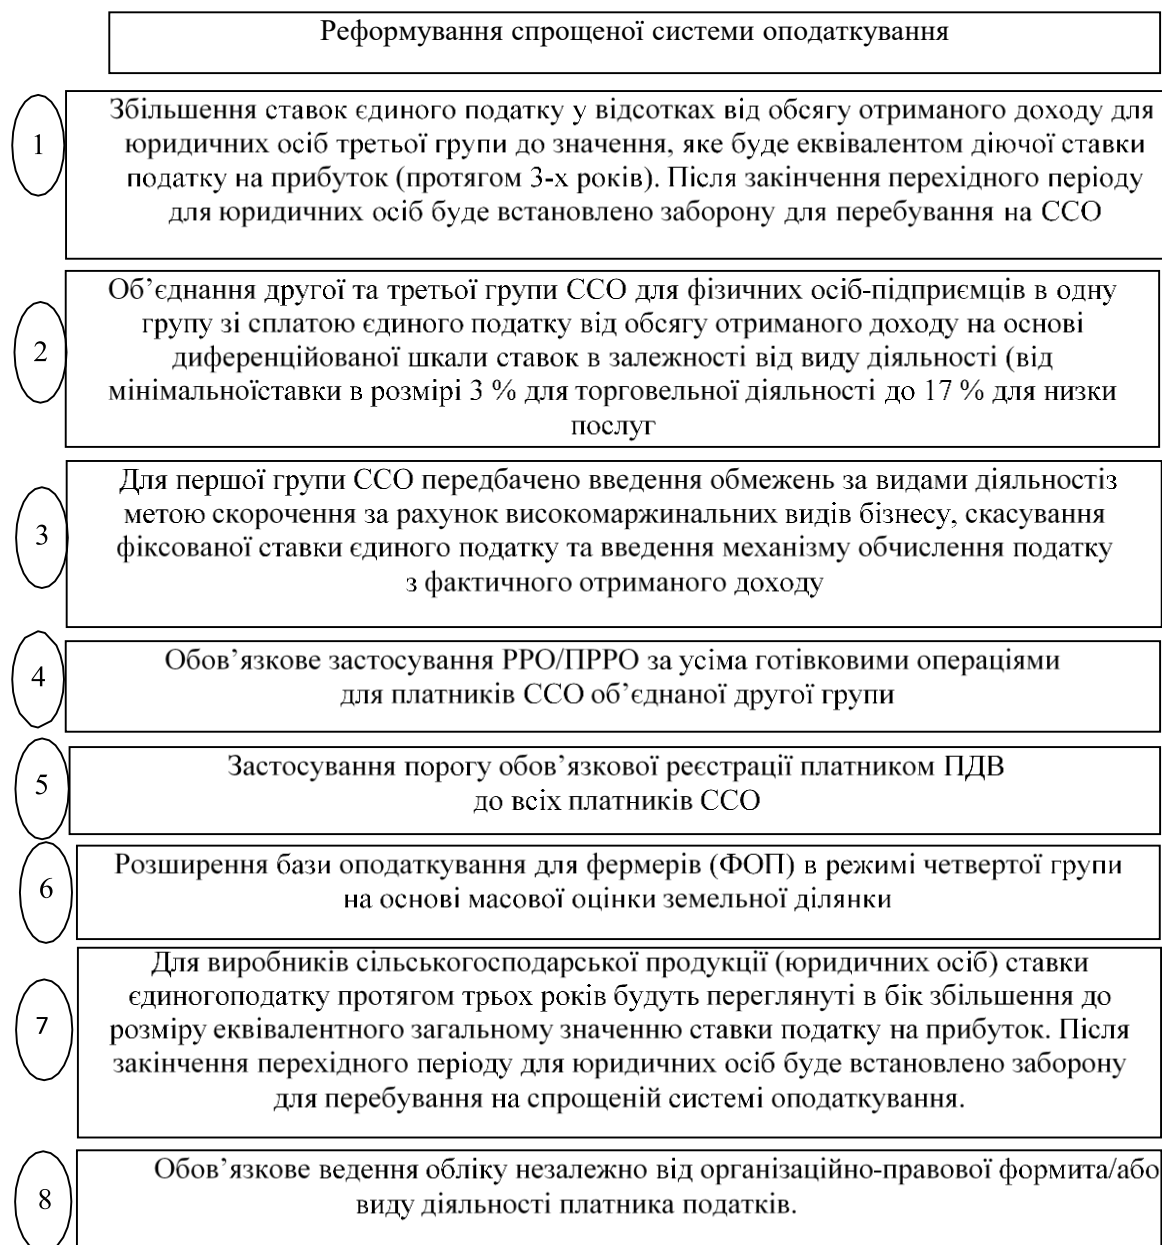 Реформування спрощеної системи оподаткування
1
Збільшення ставок єдиного податку у відсотках від обсягу отриманого доходу для
юридичних осіб третьої групи до значення, яке буде еквівалентом діючої ставки
податку на прибуток (протягом 3-х років). Після закінчення перехідного періоду
для юридичних осіб буде встановлено заборону для перебування на ССО
2
Об’єднання другої та третьої групи ССО для фізичних осіб-підприємців в одну
групу зі сплатою єдиного податку від обсягу отриманого доходу на основі
диференційованої шкали ставок в залежності від виду діяльності (від
мінімальноїставки в розмірі 3 % для торговельної діяльності до 17 % для низки
послуг
3
Для першої групи ССО передбачено введення обмежень за видами діяльностіз
метою скорочення за рахунок високомаржинальних видів бізнесу, скасування
фіксованої ставки єдиного податку та введення механізму обчислення податку
з фактичного отриманого доходу
4
Обов’язкове застосування РРО/ПРРО за усіма готівковими операціями
для платників ССО об’єднаної другої групи
5
Застосування порогу обов’язкової реєстрації платником ПДВ
до всіх платників ССО
6
Розширення бази оподаткування для фермерів (ФОП) в режимі четвертої групи
на основі масової оцінки земельної ділянки
7
Для виробників сільськогосподарської продукції (юридичних осіб) ставки
єдиногоподатку протягом трьох років будуть переглянуті в бік збільшення до
розміру еквівалентного загальному значенню ставки податку на прибуток. Після
закінчення перехідного періоду для юридичних осіб буде встановлено заборону
для перебування на спрощеній системі оподаткування.
8
Обов’язкове ведення обліку незалежно від організаційно-правової формита/або
виду діяльності платника податків.